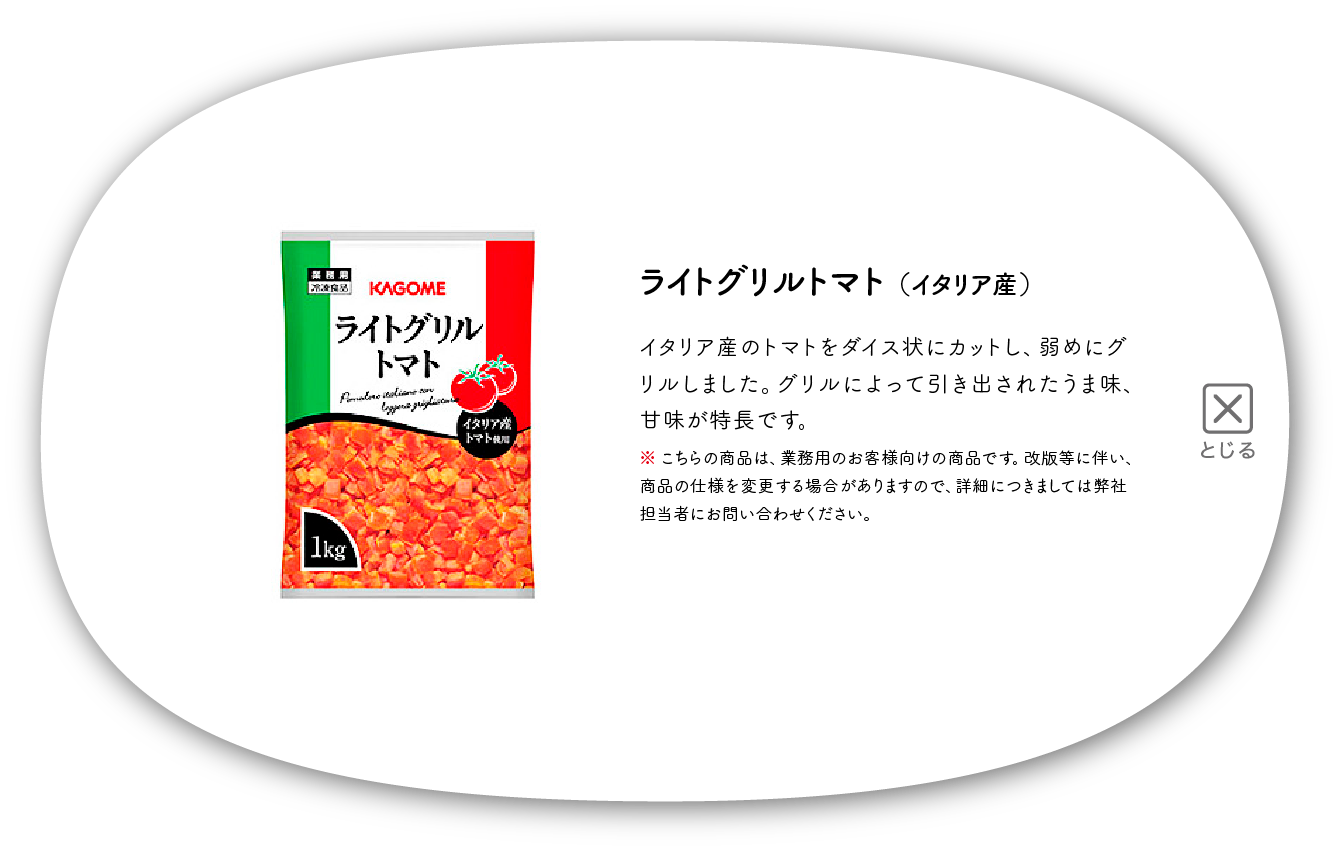 業務用
冷凍食品
KAGOME
ライトグリル
トマト
Pomodoro italiano con
leggera grigliatura
イタリア産
トマト使用
1kg
ライトグリルトマト（イタリア産）
イタリア産のトマトをダイス状にカットし、弱めにグ
リルしました。グリルによって引き出されたうま味、
甘味が特長です。
※ こちらの商品は、業務用のお客様向けの商品です。改版等に伴い、
商品の仕様を変更する場合がありますので、詳細につきましては弊社
担当者にお問い合わせください。
とじる